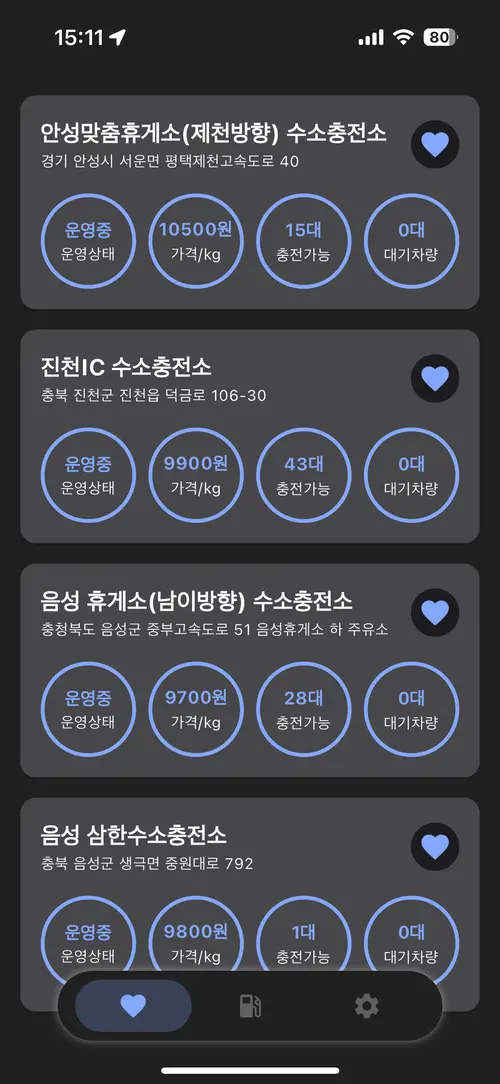 15:11
80
안성맞춤휴게소(제천방향) 수소충전소
경기 안성시 서운면 평택제천고속도로 40
운영중 10500원 15대 0대
운영상태 가격/kg 충전가능 대기차량
진천IC 수소충전소
충북 진천군 진천읍 덕금로 106-30
운영중 9900원 43대 0대
운영상태 가격/kg 충전가능 대기차량
음성 휴게소(남이방향) 수소충전소
충청북도 음성군 중부고속도로 51 음성휴게소 하 주유소
운영중 9700원 28대 0대
운영상태 가격/kg 충전가능 대기차량
음성 삼한수소충전소
충북 음성군 생극면 중원대로 792
운영중 9800원 1대 0대
운영상태 가격/kg 충전가능 대기차량